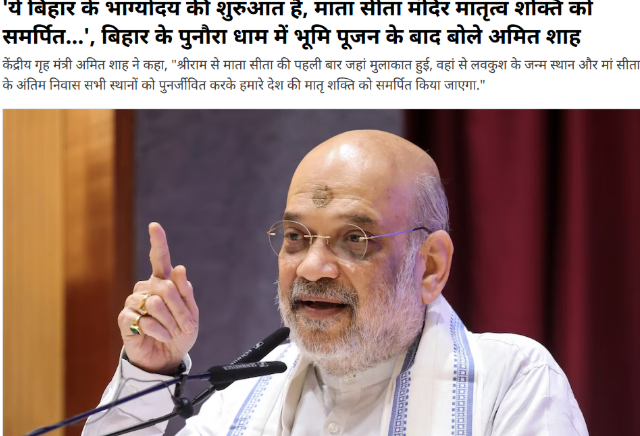 'ये बिहार के भाग्योदय की शुरुआत है, माता सीता मंदिर मातृत्व शक्ति को
समर्पित...', बिहार के पुनौरा धाम में भूमि पूजन के बाद बोले अमित शाह
केंद्रीय गृह मंत्री अमित शाह ने कहा, "श्रीराम से माता सीता की पहली बार जहां मुलाकात हुई, वहां से लवकुश के जन्म स्थान और मां सीता
के अंतिम निवास सभी स्थानों को पुनर्जीवित करके हमारे देश की मातृ शक्ति को समर्पित किया जाएगा."